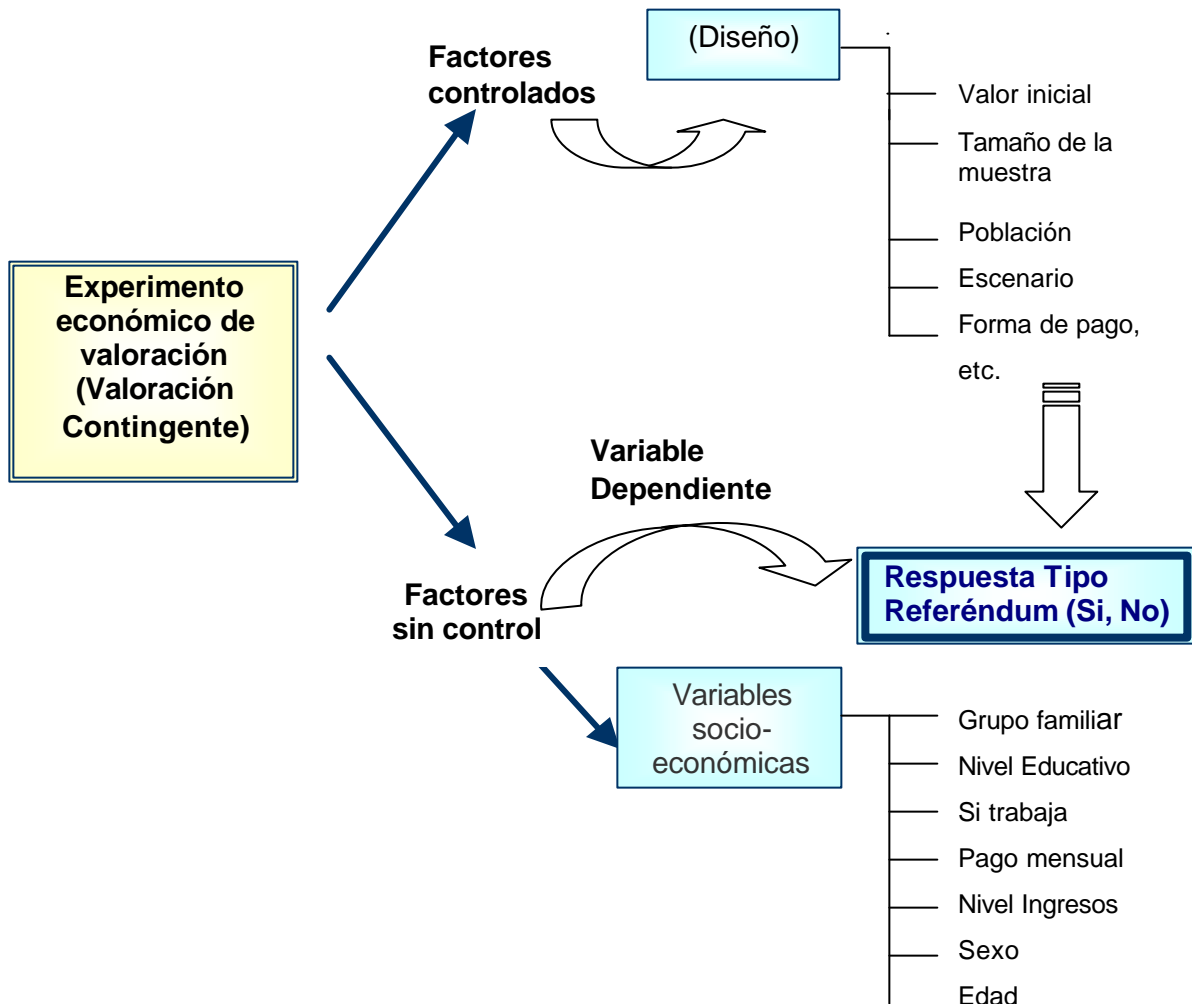 (Diseño)
Factores
controlados
Valor inicial
Tamaño de la
muestra
Población
Escenario
Forma de pago,
etc.
Experimento
económico de
valoración
(Valoración
Contingente)
Variable
Dependiente
Factores
sin control
Respuesta Tipo
Referéndum (Si, No)
Variables
socio-
económicas
Grupo familiar
Nivel Educativo
Si trabaja
Pago mensual
Nivel Ingresos
Sexo
Edad